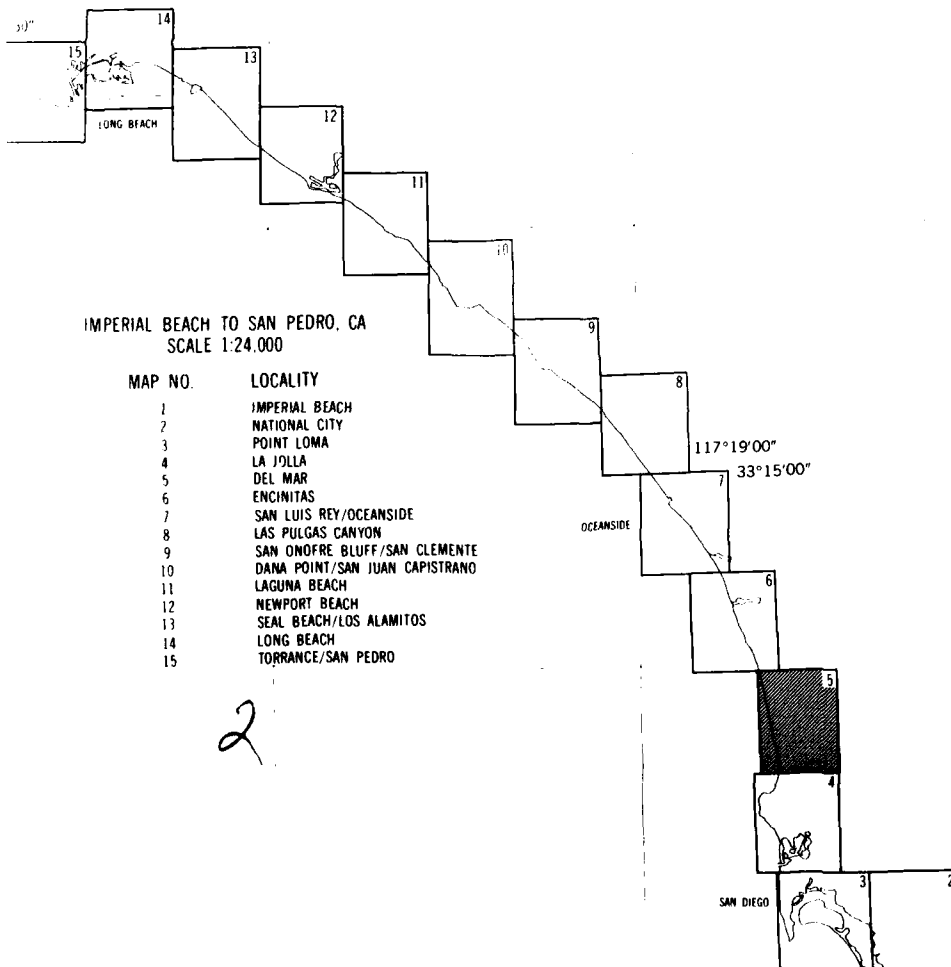 14
15
13
LONG BEACH
12
11
10
9
IMPERIAL BEACH TO SAN PEDRO, CA
SCALE 1:24,000
8
MAP NO. LOCALITY
1 IMPERIAL BEACH
2 NATIONAL CITY
3 POINT LOMA
4 LA JOLLA
5 DEL MAR
6 ENCINITAS
7 SAN LUIS REY/OCEANSIDE
8 LAS PULGAS CANYON
9 SAN ONOFRE BLUFF/SAN CLEMENTE
10 DANA POINT/SAN JUAN CAPISTRANO
11 LAGUNA BEACH
12 NEWPORT BEACH
13 SEAL BEACH/LOS ALAMITOS
14 LONG BEACH
15 TORRANCE/SAN PEDRO
117°19'00"
33°15'00"
7
OCEANSIDE
6
5
2
4
SAN DIEGO
3
2